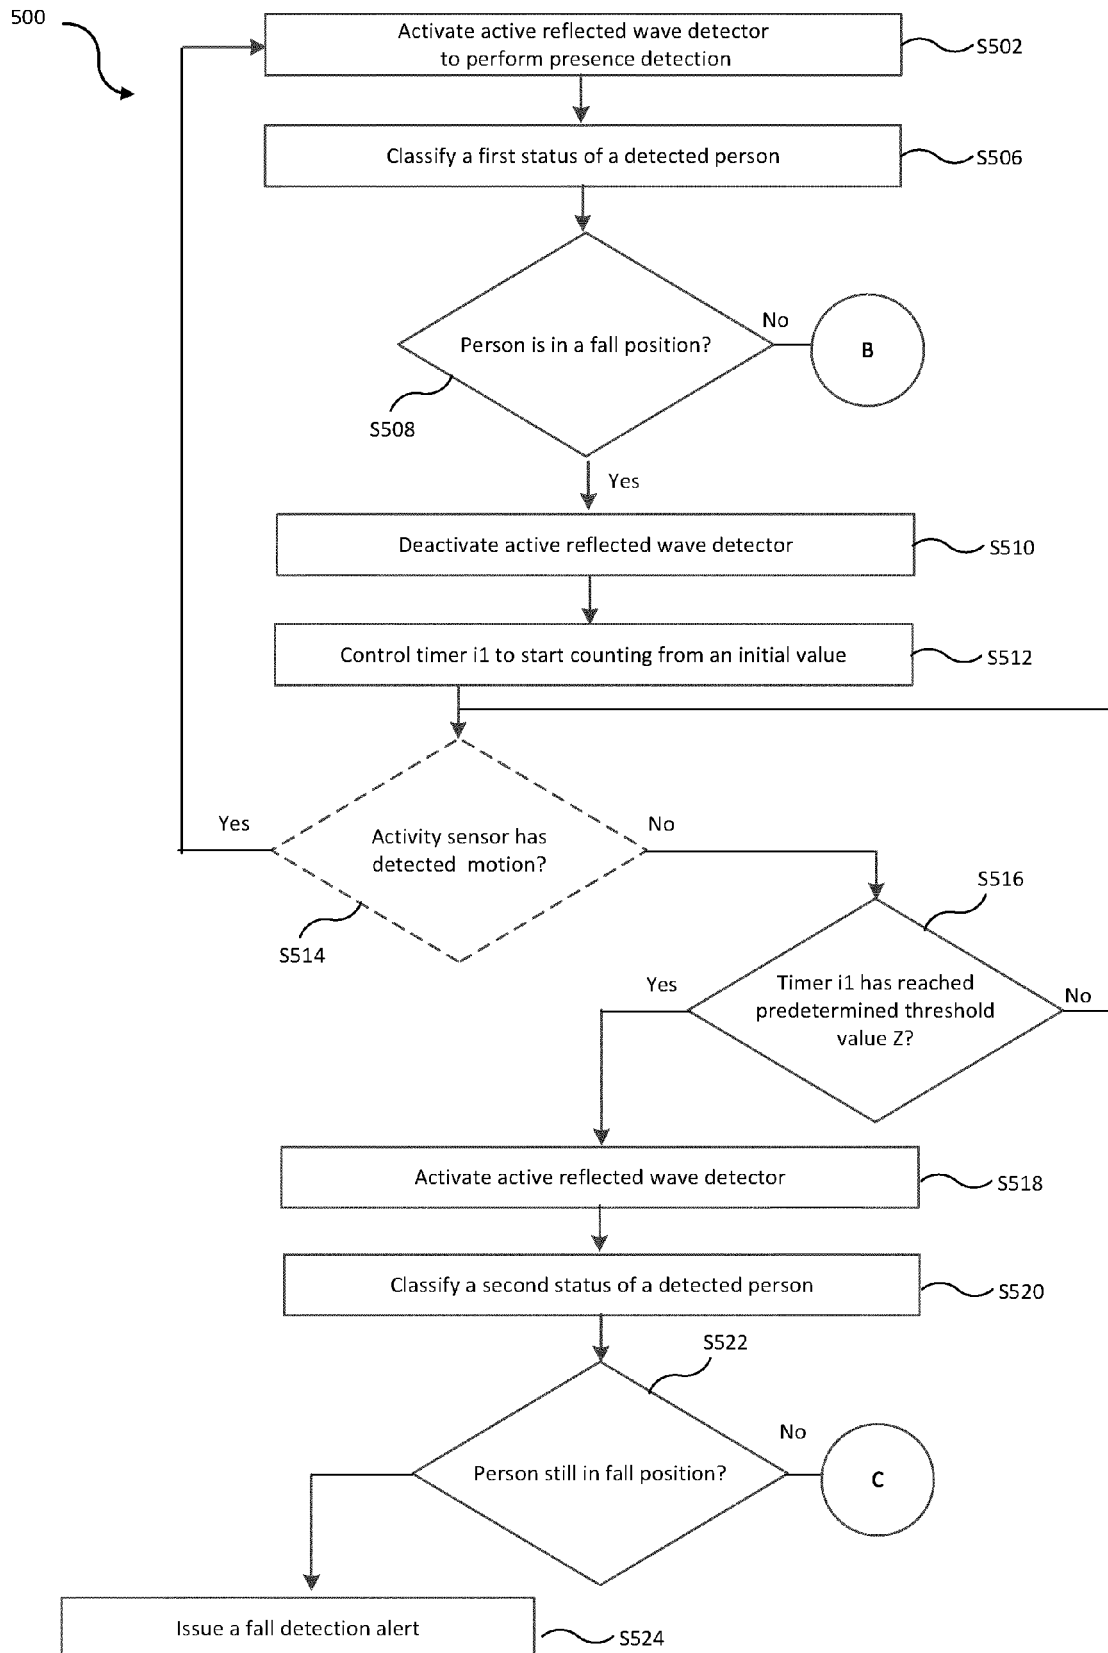 500
Activate active reflected wave detector
to perform presence detection
S502
Classify a first status of a detected person
S506
Person is in a fall position?
No
B
S508
Yes
Deactivate active reflected wave detector
S510
Control timer i1 to start counting from an initial value
S512
Yes
Activity sensor has
detected motion?
No
S514
S516
Yes
Timer i1 has reached
predetermined threshold
value Z?
No
Activate active reflected wave detector
S518
Classify a second status of a detected person
S520
S522
Person still in fall position?
No
C
Issue a fall detection alert
S524